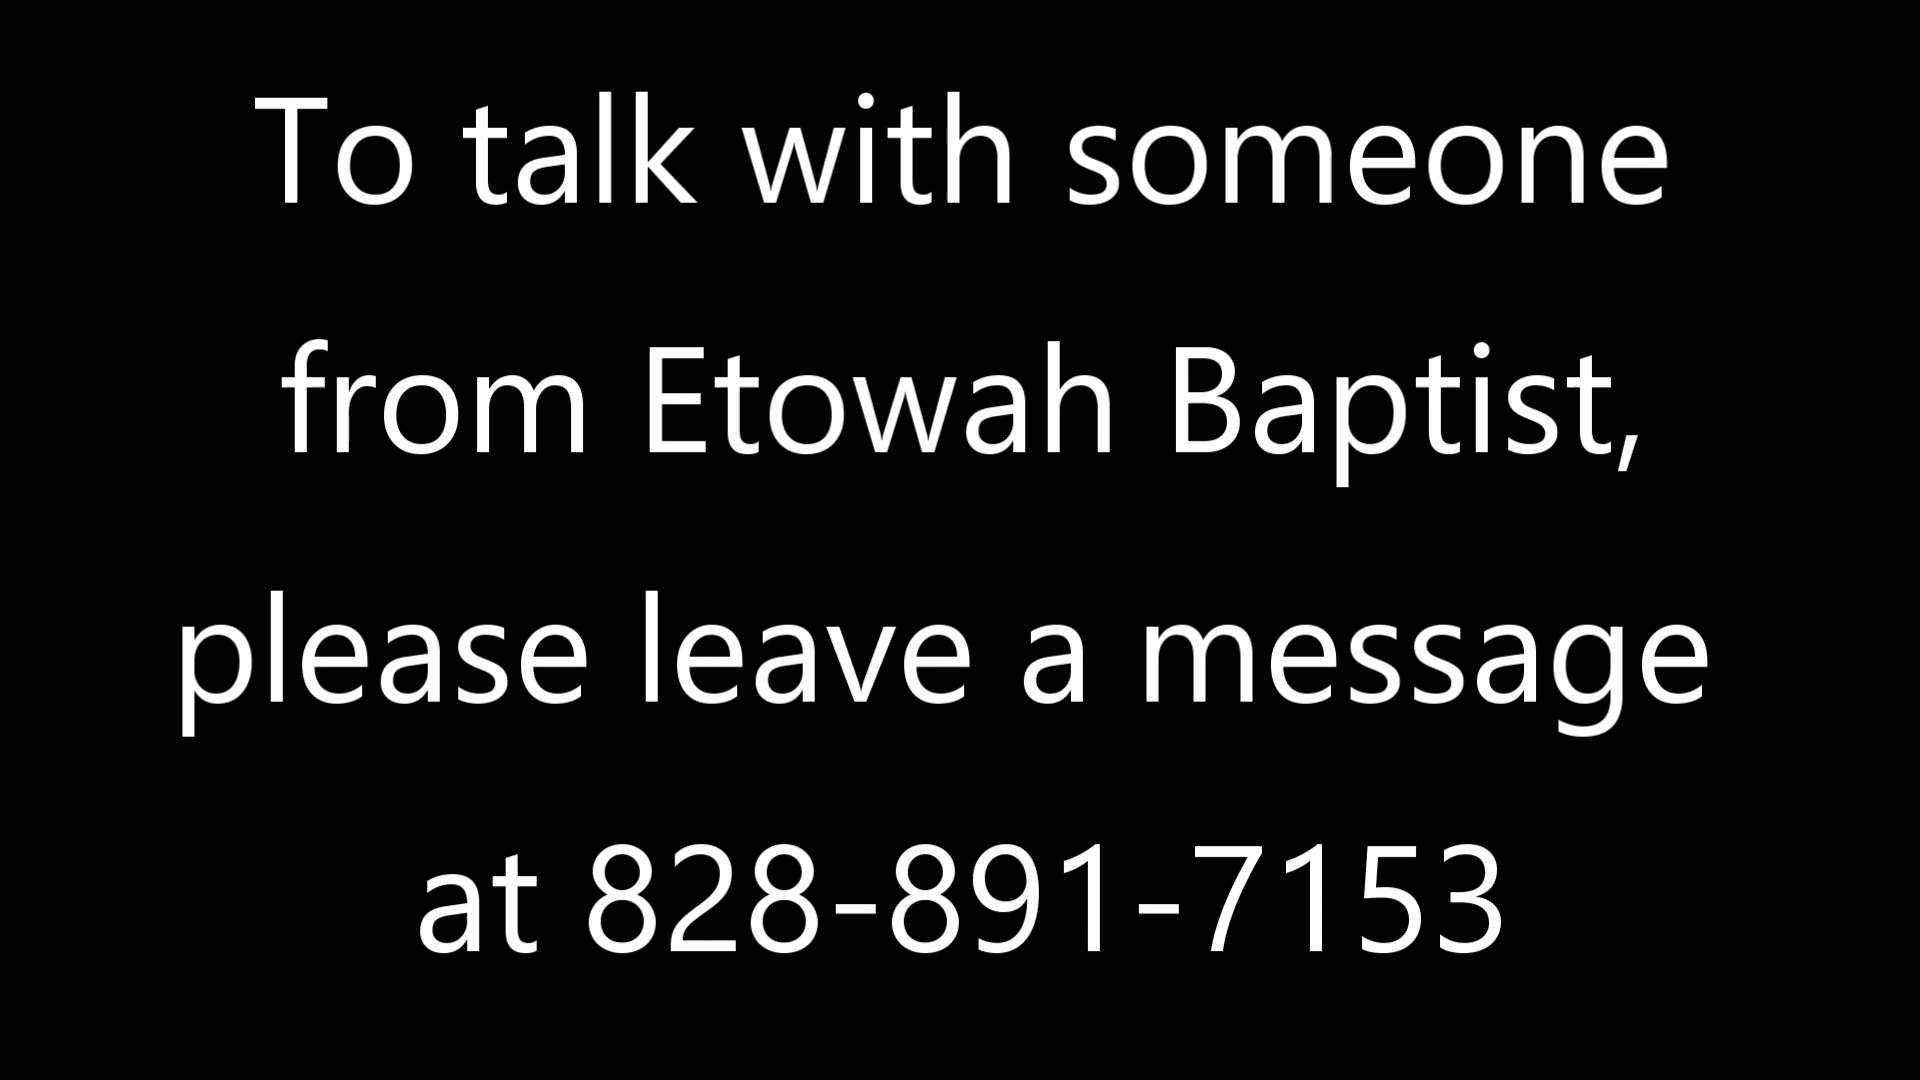 To talk with someone
from Etowah Baptist,
please leave a message
at 828-891-7153